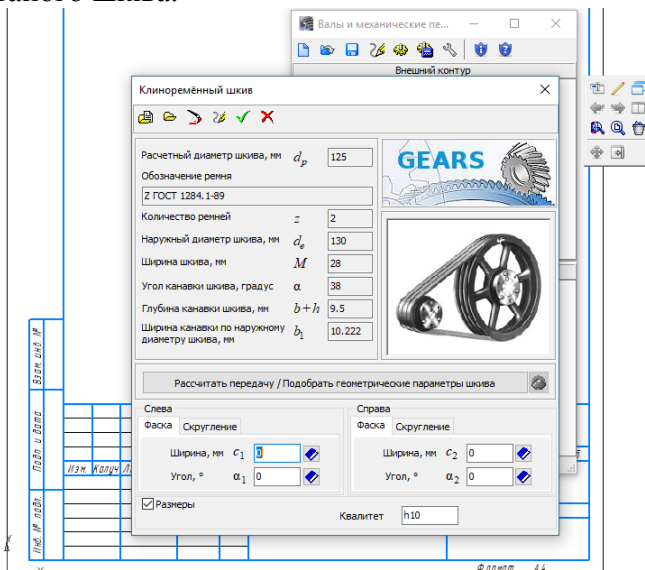 шкива.
Валы и механические пе...
Внешний контур
Клиноремённый шкив
Расчетный диаметр шкива, мм d_p 125
GEARS
Обозначение ремня
Z ГОСТ 1284.1-89
Количество ремней z 2
Наружный диаметр шкива, мм d_e 130
Ширина шкива, мм M 28
Угол канавки шкива, градус α 38
Глубина канавки шкива, мм b+h 9.5
Ширина канавки по наружному
диаметру шкива, мм b_1 10.222
Рассчитать передачу / Подобрать геометрические параметры шкива
Слева Справа
Фаска Скругление Фаска Скругление
Ширина, мм c_1 0 Ширина, мм c_2 0
Угол, ° α_1 0 Угол, ° α_2 0
Размеры
Квалитет h10
Взам. инв. №
Подп. и дата
Инв. № подл.
Изм. Колуч
Формат А4